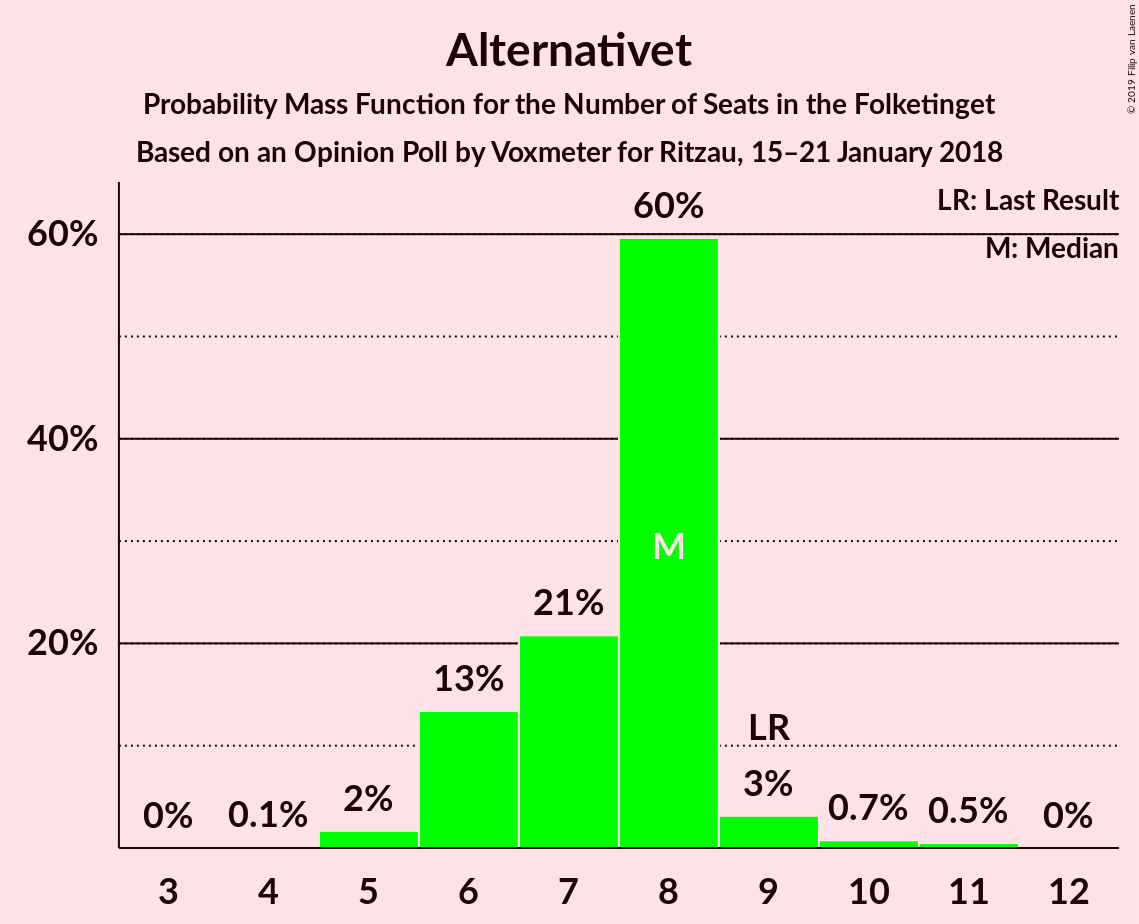 Alternativet
Probability Mass Function for the Number of Seats in the Folketinget
Based on an Opinion Poll by Voxmeter for Ritzau, 15–21 January 2018
© 2019 Filip van Laenen
LR: Last Result
M: Median
60%
40%
20%
0%
0.1%
2%
13%
21%
60%
M
LR
3%
0.7%
0.5%
0%
3 4 5 6 7 8 9 10 11 12